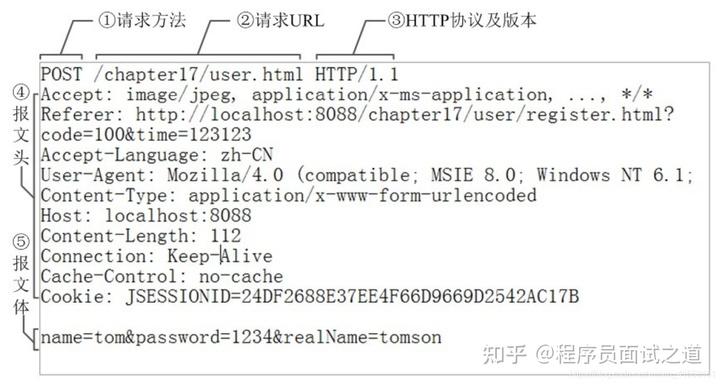 ①请求方法 ②请求URL ③HTTP协议及版本
POST /chapter17/user.html HTTP/1.1
④报文头
Accept: image/jpeg, application/x-ms-application, ..., */*
Referer: http://localhost:8088/chapter17/user/register.html?
code=100&time=123123
Accept-Language: zh-CN
User-Agent: Mozilla/4.0 (compatible; MSIE 8.0; Windows NT 6.1;
Content-Type: application/x-www-form-urlencoded
Host: localhost:8088
Content-Length: 112
Connection: Keep-Alive
Cache-Control: no-cache
Cookie: JSESSIONID=24DF2688E37EE4F66D9669D2542AC17B
⑤报文体
name=tom&password=1234&realName=tomson
知乎 @程序员面试之道